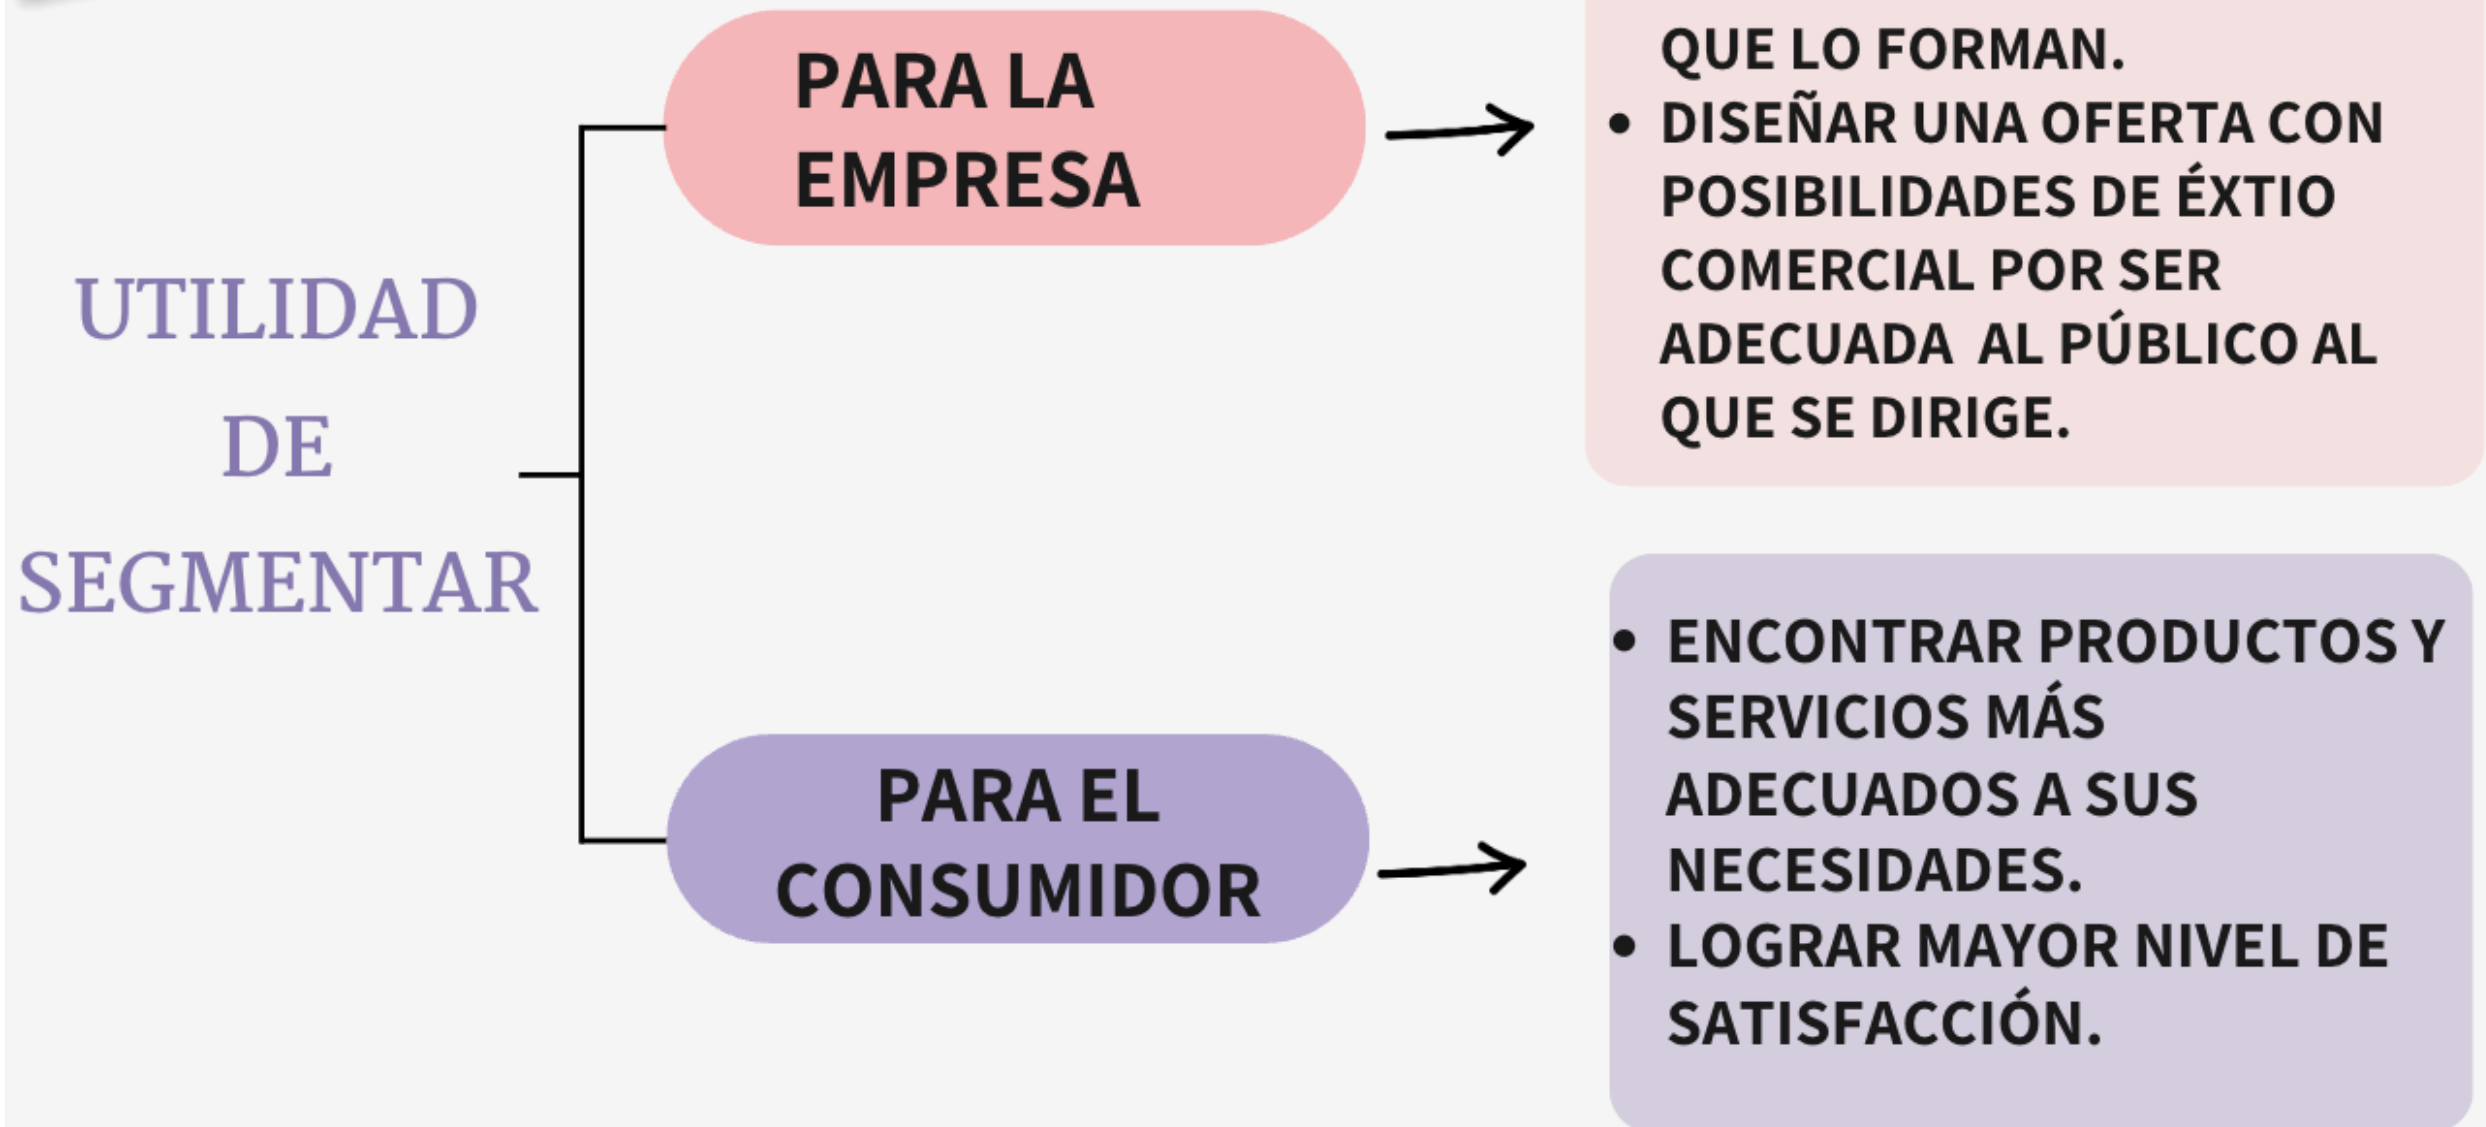 UTILIDAD
DE
SEGMENTAR
PARA LA
EMPRESA
QUE LO FORMAN.
• DISEÑAR UNA OFERTA CON
POSIBILIDADES DE ÉXTIO
COMERCIAL POR SER
ADECUADA AL PÚBLICO AL
QUE SE DIRIGE.
PARA EL
CONSUMIDOR
• ENCONTRAR PRODUCTOS Y
SERVICIOS MÁS
ADECUADOS A SUS
NECESIDADES.
• LOGRAR MAYOR NIVEL DE
SATISFACCIÓN.